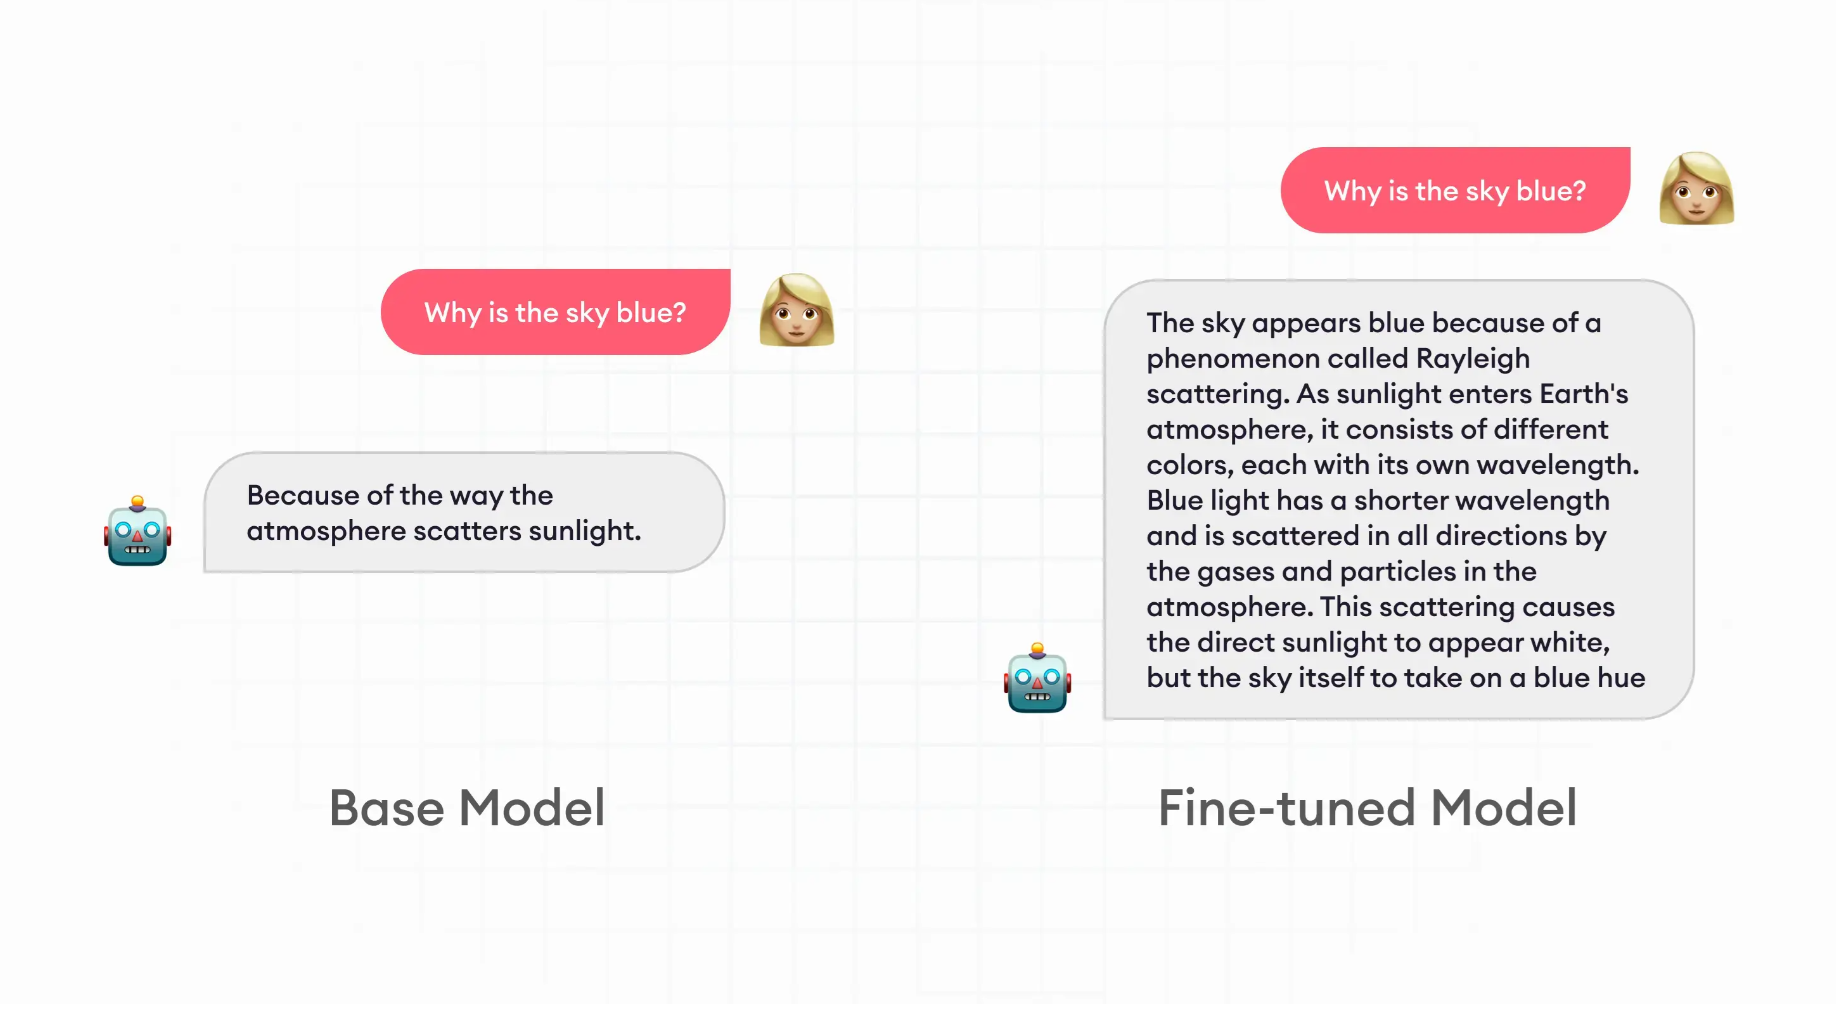 Why is the sky blue?
Because of the way the
atmosphere scatters sunlight.
Base Model
Why is the sky blue?
The sky appears blue because of a
phenomenon called Rayleigh
scattering. As sunlight enters Earth's
atmosphere, it consists of different
colors, each with its own wavelength.
Blue light has a shorter wavelength
and is scattered in all directions by
the gases and particles in the
atmosphere. This scattering causes
the direct sunlight to appear white,
but the sky itself to take on a blue hue
Fine-tuned Model